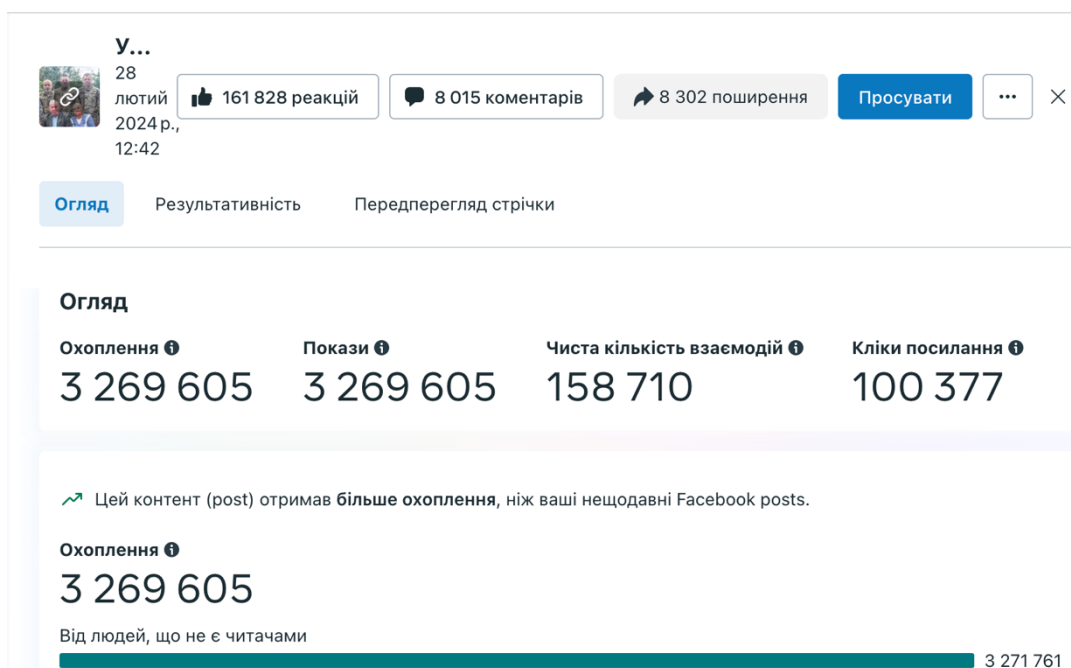 У...
28
лютий
2024 р.,
12:42
161 828 реакцій
8 015 коментарів
8 302 поширення
Просувати
...
Огляд
Результативність
Передперегляд стрічки
Огляд
Охоплення
Покази
Чиста кількість взаємодій
Кліки посилання
3 269 605
3 269 605
158 710
100 377
Цей контент (post) отримав більше охоплення, ніж ваші нещодавні Facebook posts.
Охоплення
3 269 605
Від людей, що не є читачами
3 271 761